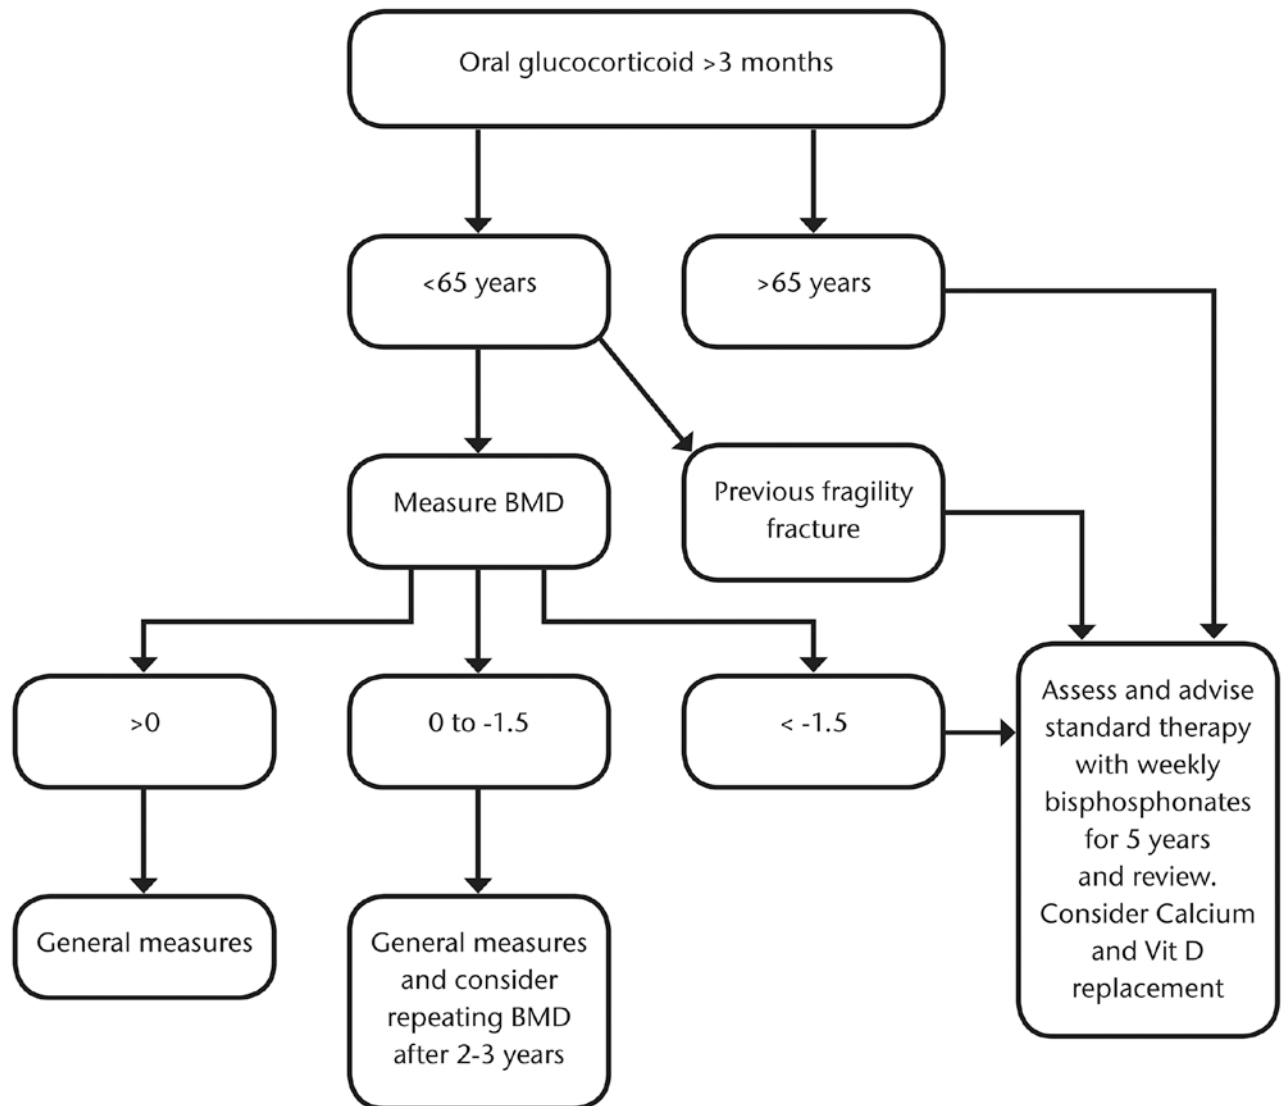 Oral glucocorticoid >3 months
<65 years
>65 years
Measure BMD
Previous fragility
fracture
>0
0 to -1.5
< -1.5
Assess and advise
standard therapy
with weekly
bisphosphonates
for 5 years
and review.
Consider Calcium
and Vit D
replacement
General measures
General measures
and consider
repeating BMD
after 2-3 years